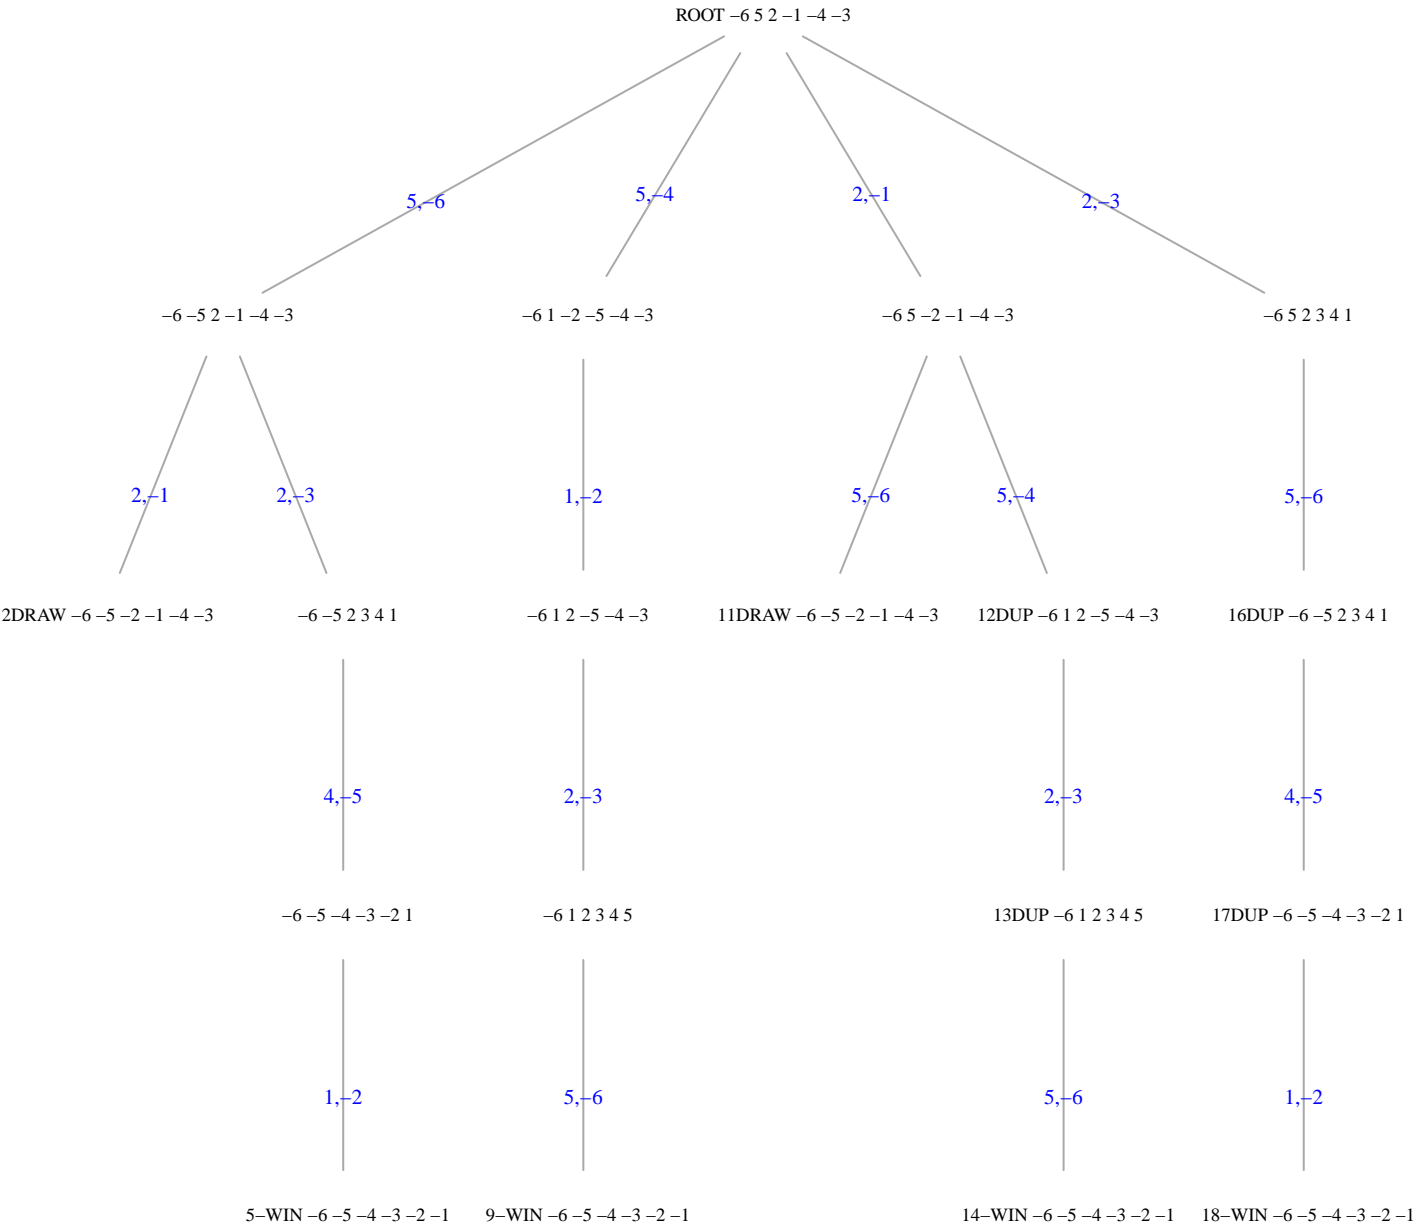 ROOT –6 5 2 –1 –4 –3
5,–6
5,–4
2,–1
2,–3
–6 –5 2 –1 –4 –3
–6 1 –2 –5 –4 –3
–6 5 –2 –1 –4 –3
–6 5 2 3 4 1
2,–1
2,–3
1,–2
5,–6
5,–4
5,–6
2DRAW –6 –5 –2 –1 –4 –3
–6 –5 2 3 4 1
–6 1 2 –5 –4 –3
11DRAW –6 –5 –2 –1 –4 –3
12DUP –6 1 2 –5 –4 –3
16DUP –6 –5 2 3 4 1
4,–5
2,–3
2,–3
4,–5
–6 –5 –4 –3 –2 1
–6 1 2 3 4 5
13DUP –6 1 2 3 4 5
17DUP –6 –5 –4 –3 –2 1
1,–2
5,–6
5,–6
1,–2
5–WIN –6 –5 –4 –3 –2 –1
9–WIN –6 –5 –4 –3 –2 –1
14–WIN –6 –5 –4 –3 –2 –1
18–WIN –6 –5 –4 –3 –2 –1